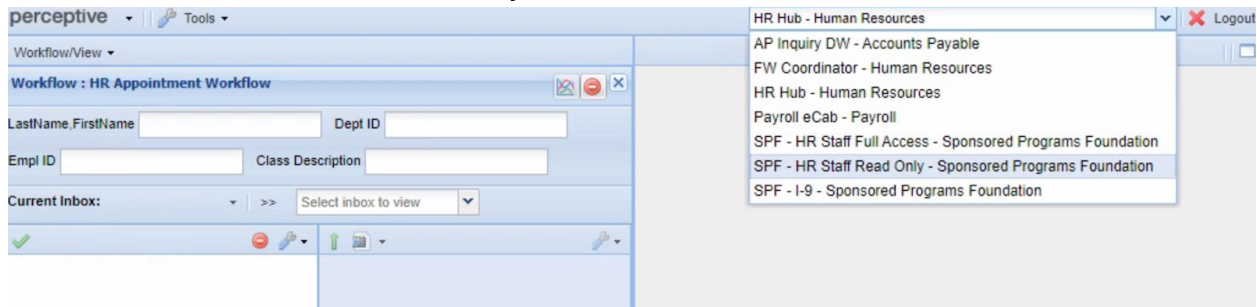 perceptive Tools HR Hub - Human Resources Logout
Workflow/View
AP Inquiry DW - Accounts Payable
FW Coordinator - Human Resources
HR Hub - Human Resources
Payroll eCab - Payroll
SPF - HR Staff Full Access - Sponsored Programs Foundation
SPF - HR Staff Read Only - Sponsored Programs Foundation
SPF - I-9 - Sponsored Programs Foundation
Workflow : HR Appointment Workflow
LastName,FirstName Dept ID
Empl ID Class Description
Current Inbox: >> Select inbox to view